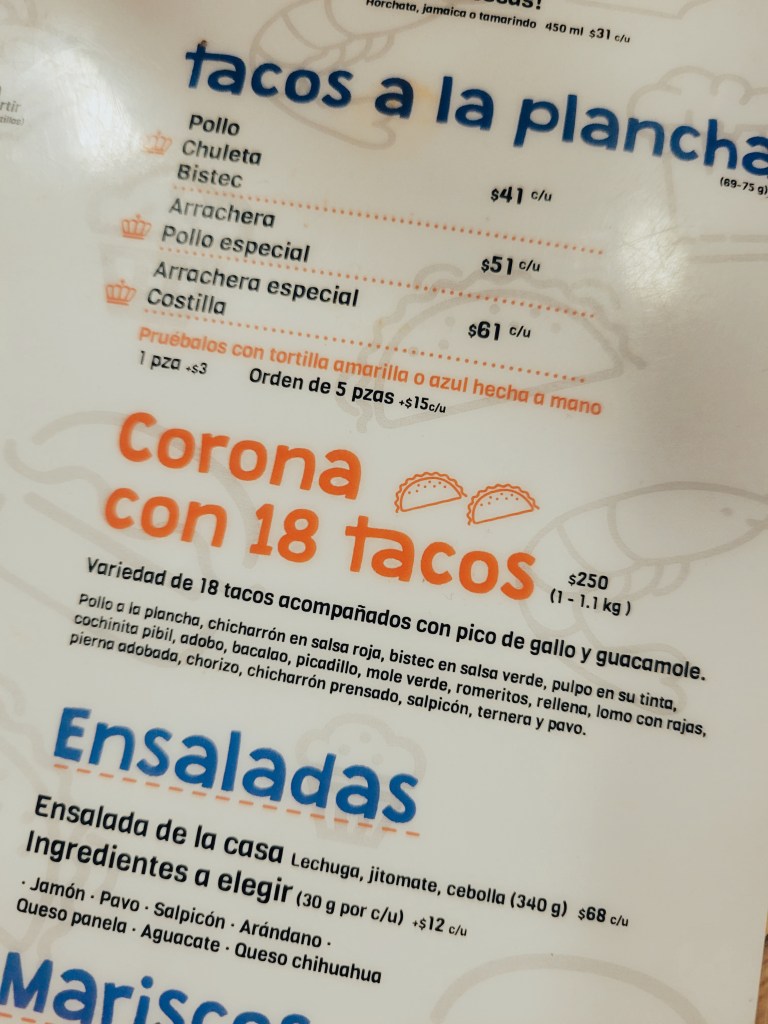 Horchata, jamaica o tamarindo 450 ml $31 c/u
rtir
tacos a la plancha
(69-75 g)
Pollo
Chuleta
Bistec
$41 c/u
Arrachera
Pollo especial
$51 c/u
Arrachera especial
Costilla
$61 c/u
Pruébalos con tortilla amarilla o azul hecha a mano
1 pza +$3 Orden de 5 pzas +$15c/u
Corona
con 18 tacos
$250
(1 - 1.1 kg )
Variedad de 18 tacos acompañados con pico de gallo y guacamole.
Pollo a la plancha, chicharrón en salsa roja, bistec en salsa verde, pulpo en su tinta,
cochinita pibil, adobo, bacalao, picadillo, mole verde, romeritos, rellena, lomo con rajas,
pierna adobada, chorizo, chicharrón prensado, salpicón, ternera y pavo.
Ensaladas
Ensalada de la casa Lechuga, jitomate, cebolla (340 g) $68 c/u
Ingredientes a elegir (30 g por c/u) +$12 c/u
· Jamón · Pavo · Salpicón · Arándano ·
Queso panela · Aguacate · Queso chihuahua
Mariscos